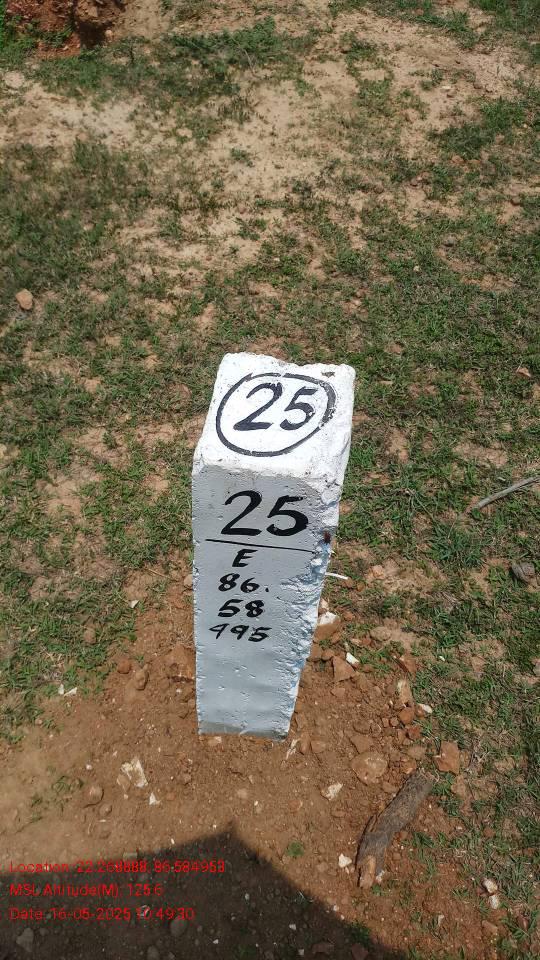 25
25
E
86.
58
495
Location: 22.268888, 86.584953
MSL Altitude(M): 125.6
Date: 16-05-2025 10:49:30